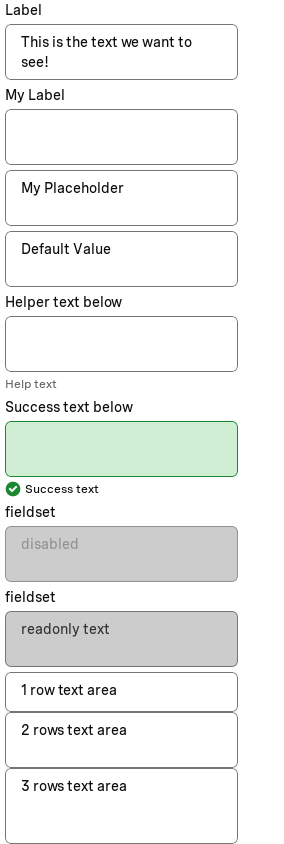 Label
This is the text we want to
see!
My Label
My Placeholder
Default Value
Helper text below
Help text
Success text below
Success text
fieldset
disabled
fieldset
readonly text
1 row text area
2 rows text area
3 rows text area